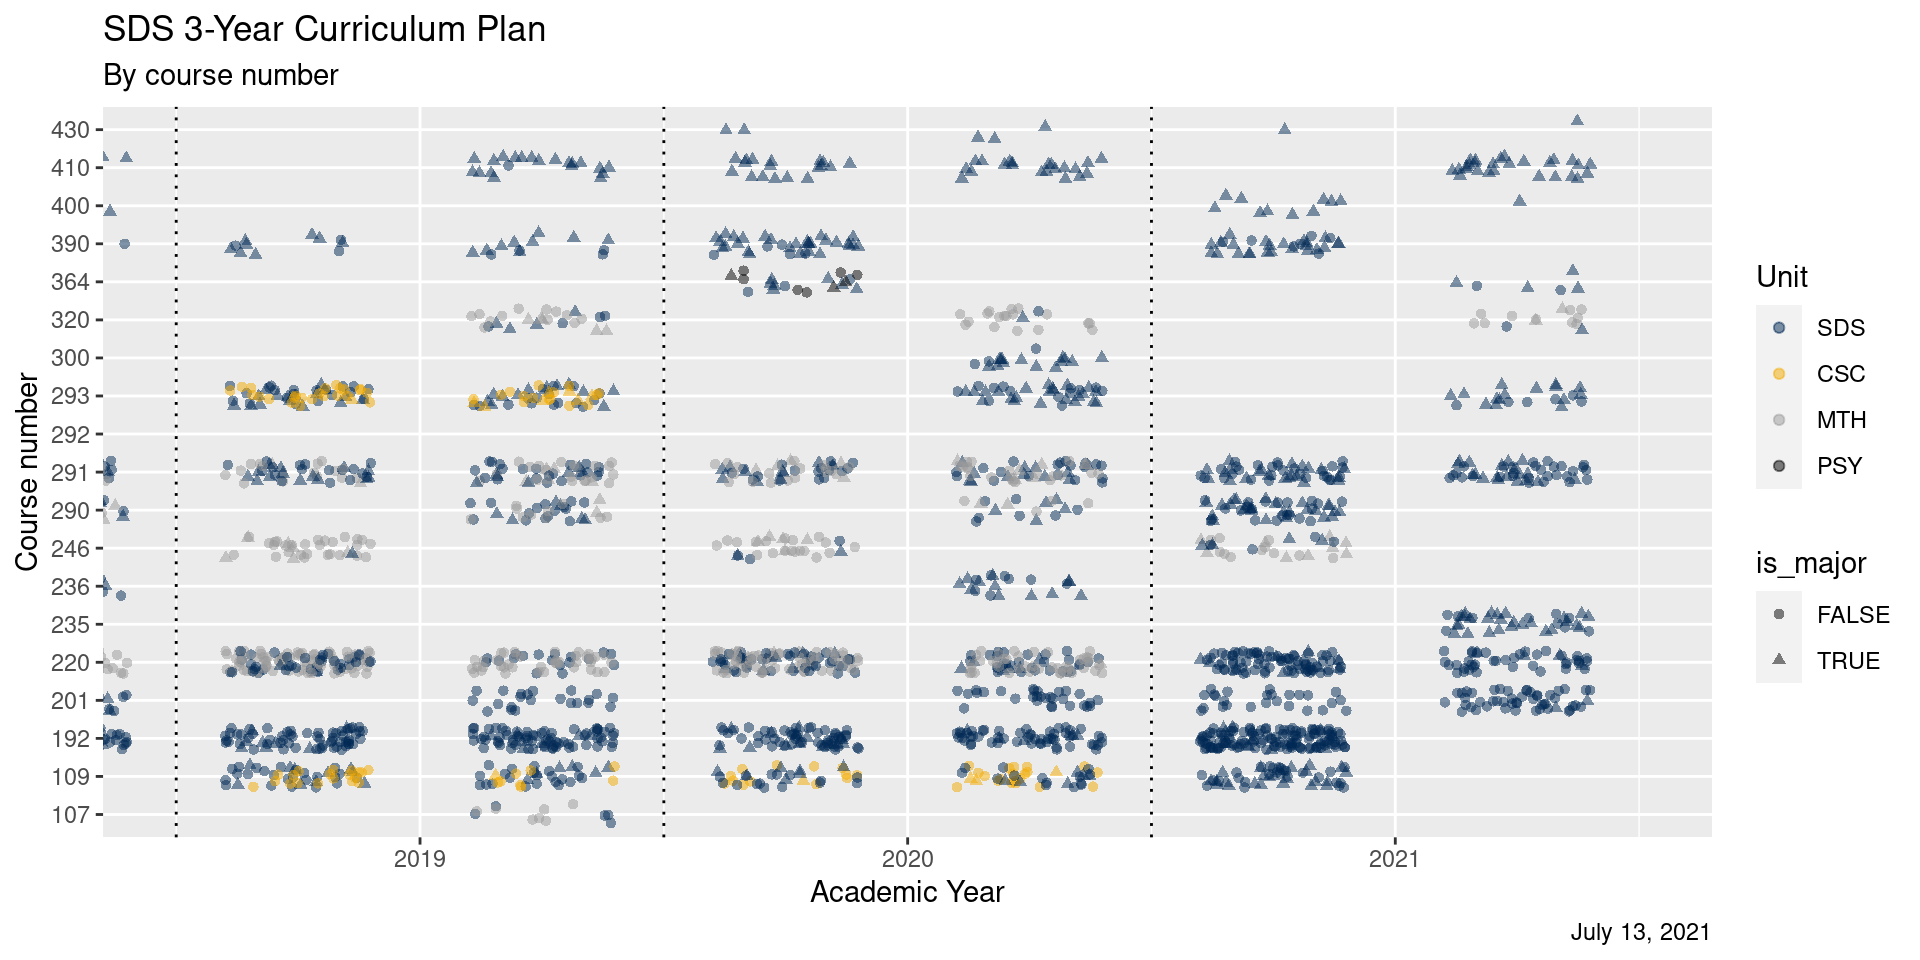 SDS 3-Year Curriculum Plan
By course number
430
410
400
390
364
320
300
293
292
291
290
246
236
235
220
201
192
109
107
Course number
2019
2020
2021
Academic Year
Unit
SDS
CSC
MTH
PSY
is_major
FALSE
TRUE
July 13, 2021